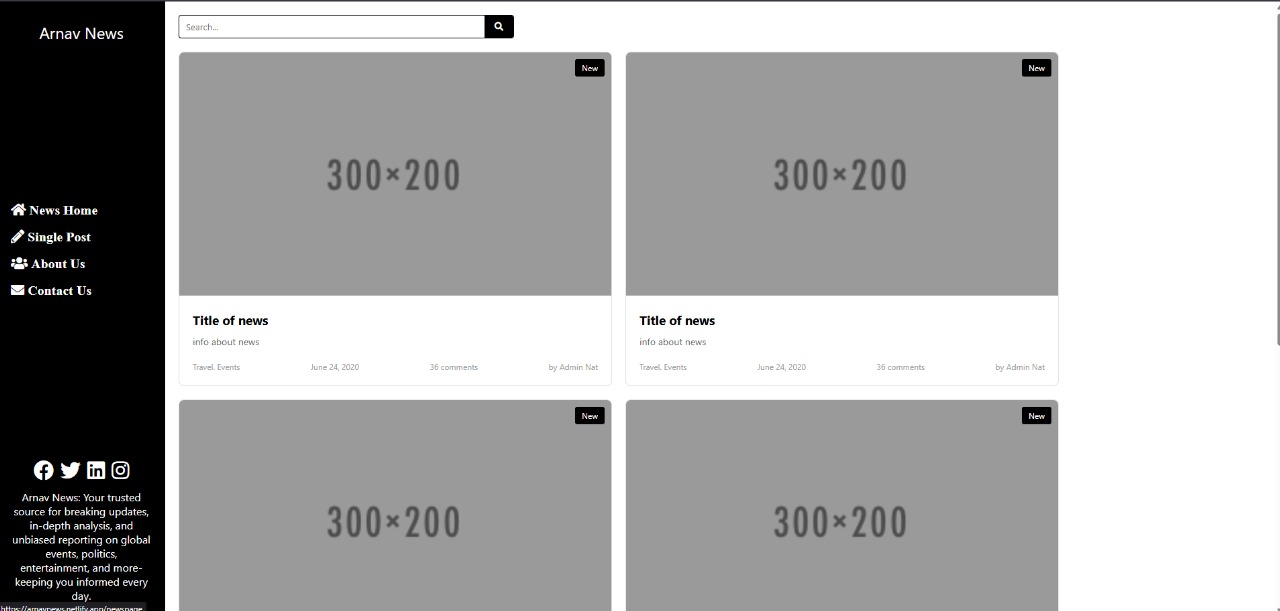 Arnav News
News Home
Single Post
About Us
Contact Us
Arnav News: Your trusted
source for breaking updates,
in-depth analysis, and
unbiased reporting on global
events, politics,
entertainment, and more-
keeping you informed every
day.
https://arnavnews.netlify.app/newspage
Search...
New
300×200
Title of news
info about news
Travel, Events June 24, 2020 36 comments by Admin Nat
New
300×200
Title of news
info about news
Travel, Events June 24, 2020 36 comments by Admin Nat
New
300×200
New
300×200